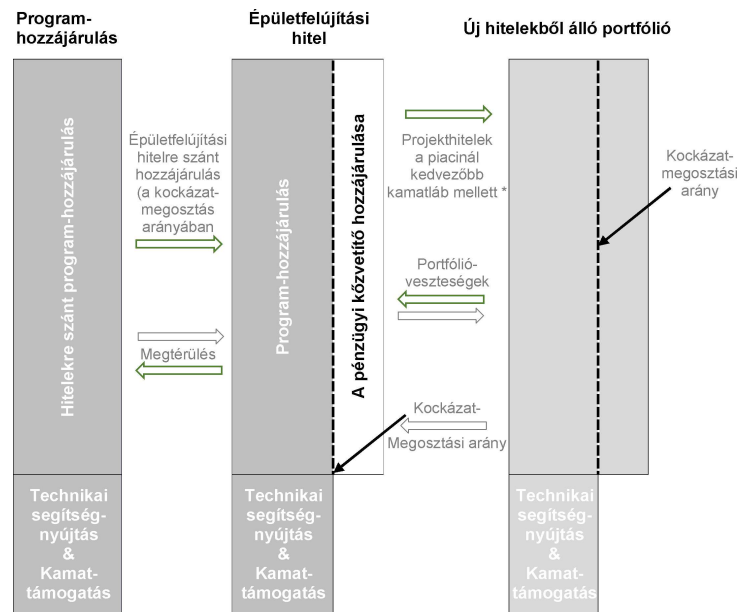 Program-
hozzájárulás
Épületfelújítási
hitel
Új hitelekből álló portfólió
Hitelekre szánt program-hozzájárulás
Épületfelújítási
hitelre szánt
hozzájárulás
(a kockázat-
megosztás
arányában
Megtérülés
Program-hozzájárulás
A pénzügyi kőzvetítő hozzájárulása
Projekthitelek
a piacinál
kedvezőbb
kamatláb mellett *
Portfólió-
veszteségek
Kockázat-
Megosztási arány
Kockázat-
megosztási
arány
Technikai
segítség-
nyújtás
&
Kamat-
támogatás
Technikai
segítség-
nyújtás
&
Kamat-
támogatás
Technikai
segítség-
nyújtás
&
Kamat-
támogatás